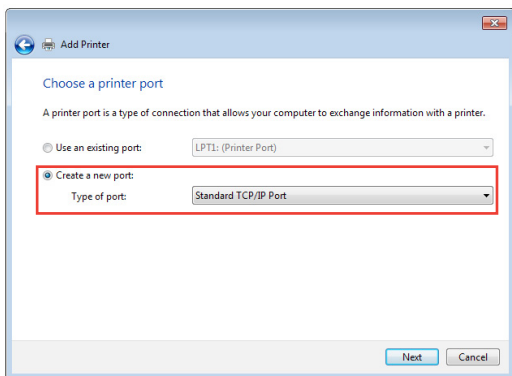 Add Printer
Choose a printer port
A printer port is a type of connection that allows your computer to exchange information with a printer.
Use an existing port: LPT1: (Printer Port)
Create a new port:
Type of port: Standard TCP/IP Port
Next Cancel